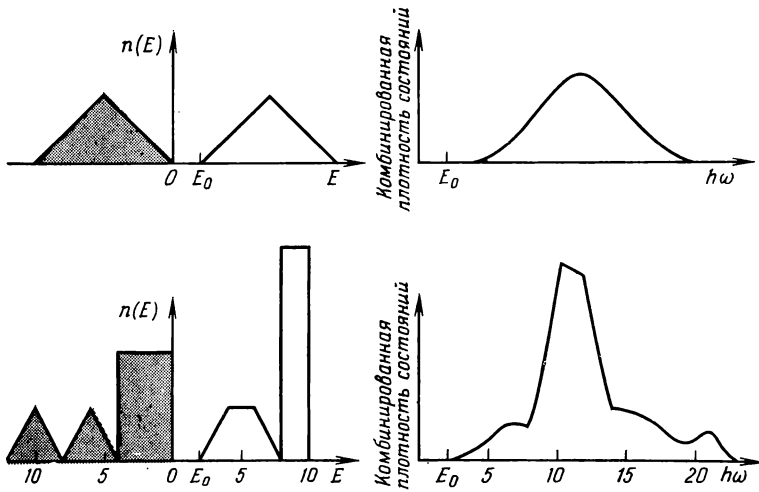 n(E)
0 E₀ E
Комбинированная
плотность состояний
E₀ hω
n(E)
10 5 0 E₀ 5 10 E
Комбинированная
плотность состояний
E₀ 5 10 15 20 hω